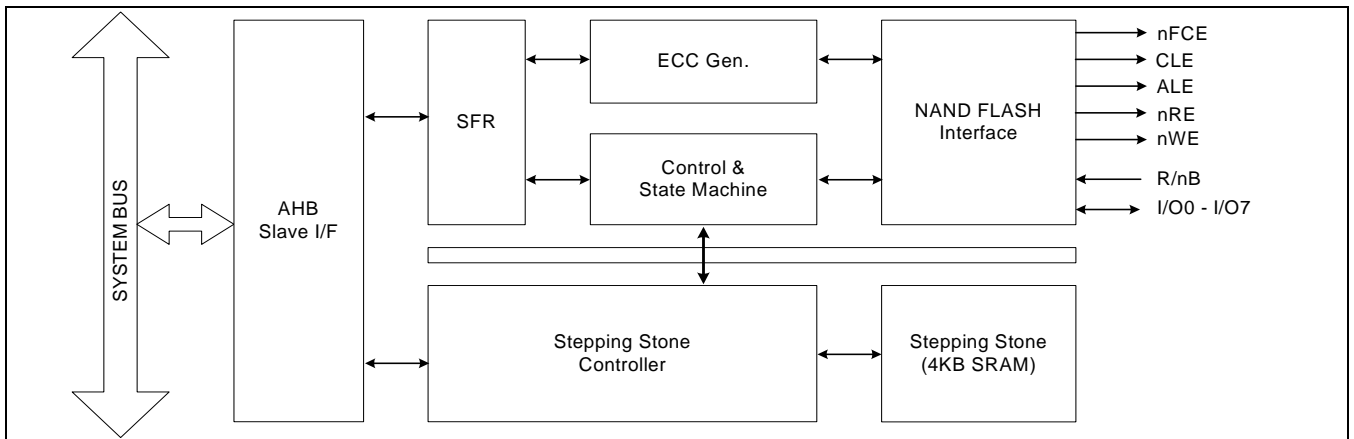 SYSTEM BUS
AHB
Slave I/F
SFR
ECC Gen.
Control &
State Machine
NAND FLASH
Interface
nFCE
CLE
ALE
nRE
nWE
R/nB
I/O0 - I/O7
Stepping Stone
Controller
Stepping Stone
(4KB SRAM)